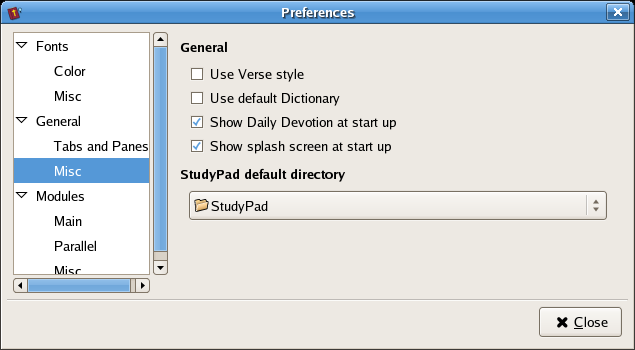 Preferences
Fonts
Color
Misc
General
Tabs and Panes
Misc
Modules
Main
Parallel
Misc
General
Use Verse style
Use default Dictionary
Show Daily Devotion at start up
Show splash screen at start up
StudyPad default directory
StudyPad
Close